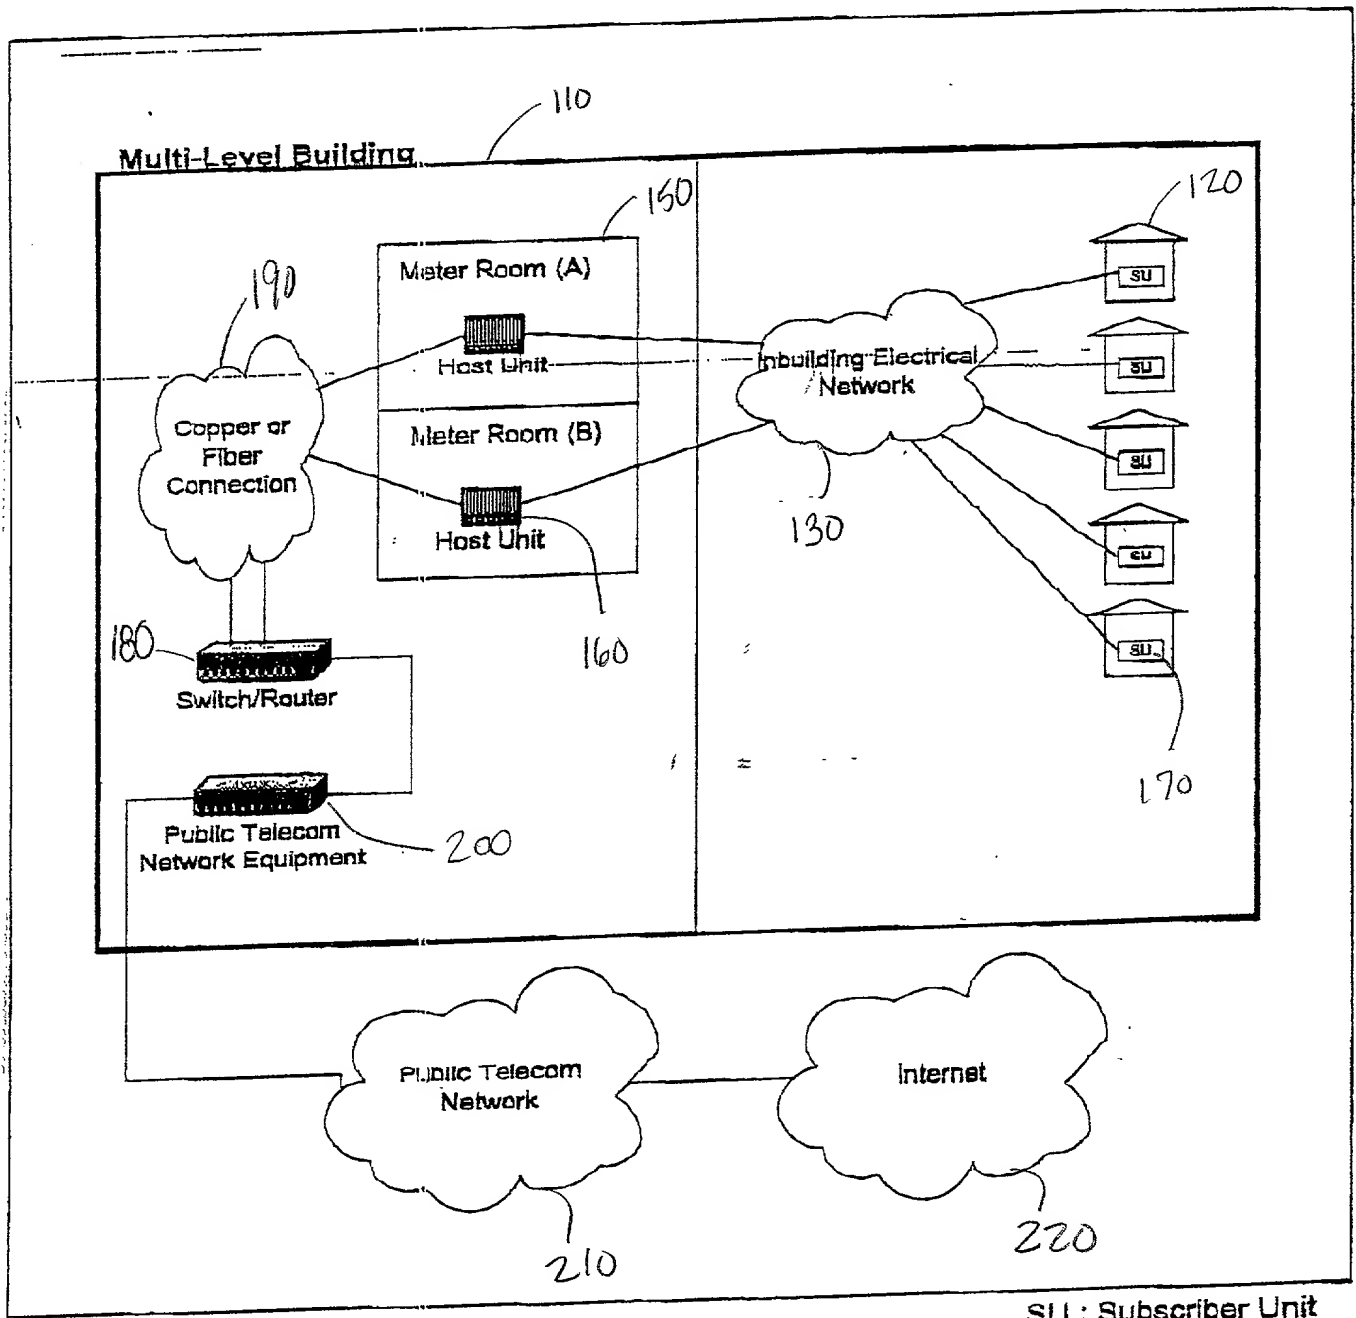 110
Multi-Level Building
150
120
190
Meter Room (A)
SU
Host Unit
Inbuilding Electrical
Network
SU
Copper or
Fiber
Connection
Meter Room (B)
SU
Host Unit
130
SU
180
160
SU
Switch/Router
170
Public Telecom
Network Equipment
200
Public Telecom
Network
Internet
210
220
SU : Subscriber Unit